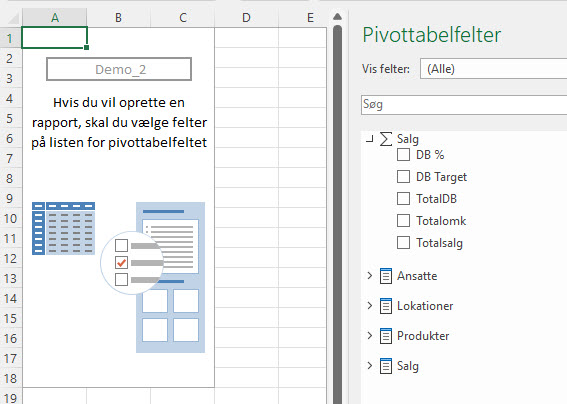 A B C D E
1
2
3
4
5
6
7
8
9
10
11
12
13
14
15
16
17
18
19
Demo_2
Hvis du vil oprette en
rapport, skal du vælge felter
på listen for pivottabelfeltet
Pivottabelfelter
Vis felter: (Alle)
Søg
Σ Salg
DB %
DB Target
TotalDB
Totalomk
Totalsalg
Ansatte
Lokationer
Produkter
Salg